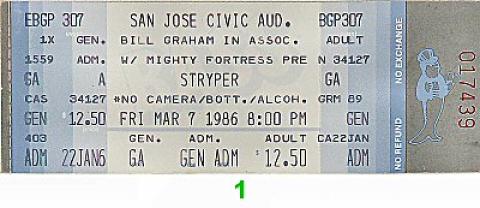 EBGP 307 SAN JOSE CIVIC AUD. BGP307
1X GEN. BILL GRAHAM IN ASSOC. ADULT
1559 ADM. W/ MIGHTY FORTRESS PRE N 34127
GA A STRYPER GA
CAS 34127 *NO CAMERA/BOTT./ALCOH. GRM 89
GEN $12.50 FRI MAR 7 1986 8:00 PM GEN
403 GEN. ADM. ADULT CA22JAN
ADM 22JAN6 GA GEN ADM $12.50 ADM
NO REFUND NO EXCHANGE
017439
1